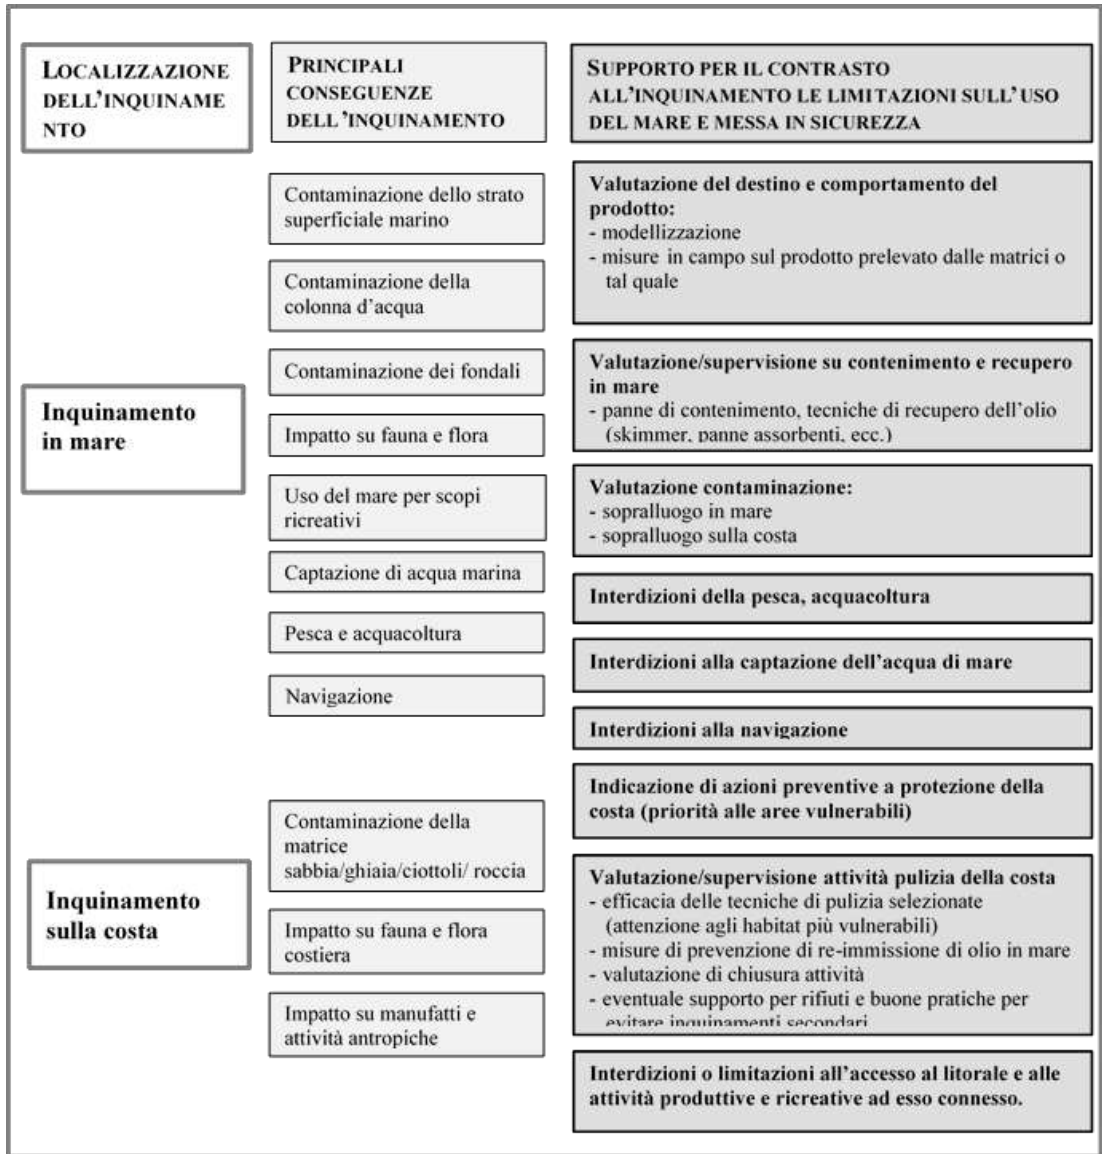 LOCALIZZAZIONE
DELL'INQUINAME
NTO
PRINCIPALI
CONSEGUENZE
DELL'INQUINAMENTO
SUPPORTO PER IL CONTRASTO
ALL'INQUINAMENTO LE LIMITAZIONI SULL'USO
DEL MARE E MESSA IN SICUREZZA
Inquinamento
in mare
Contaminazione dello strato
superficiale marino
Contaminazione della
colonna d'acqua
Contaminazione dei fondali
Impatto su fauna e flora
Uso del mare per scopi
ricreativi
Captazione di acqua marina
Pesca e acquacoltura
Navigazione
Valutazione del destino e comportamento del
prodotto:
- modellizzazione
- misure in campo sul prodotto prelevato dalle matrici o
tal quale
Valutazione/supervisione su contenimento e recupero
in mare
- panne di contenimento, tecniche di recupero dell'olio
(skimmer, panne assorbenti, ecc.)
Valutazione contaminazione:
- sopralluogo in mare
- sopralluogo sulla costa
Interdizioni della pesca, acquacoltura
Interdizioni alla captazione dell'acqua di mare
Interdizioni alla navigazione
Inquinamento
sulla costa
Contaminazione della
matrice
sabbia/ghiaia/ciottoli/ roccia
Impatto su fauna e flora
costiera
Impatto su manufatti e
attività antropiche
Indicazione di azioni preventive a protezione della
costa (priorità alle aree vulnerabili)
Valutazione/supervisione attività pulizia della costa
- efficacia delle tecniche di pulizia selezionate
(attenzione agli habitat più vulnerabili)
- misure di prevenzione di re-immissione di olio in mare
- valutazione di chiusura attività
- eventuale supporto per rifiuti e buone pratiche per
evitare inquinamenti secondari
Interdizioni o limitazioni all'accesso al litorale e alle
attività produttive e ricreative ad esso connesso.